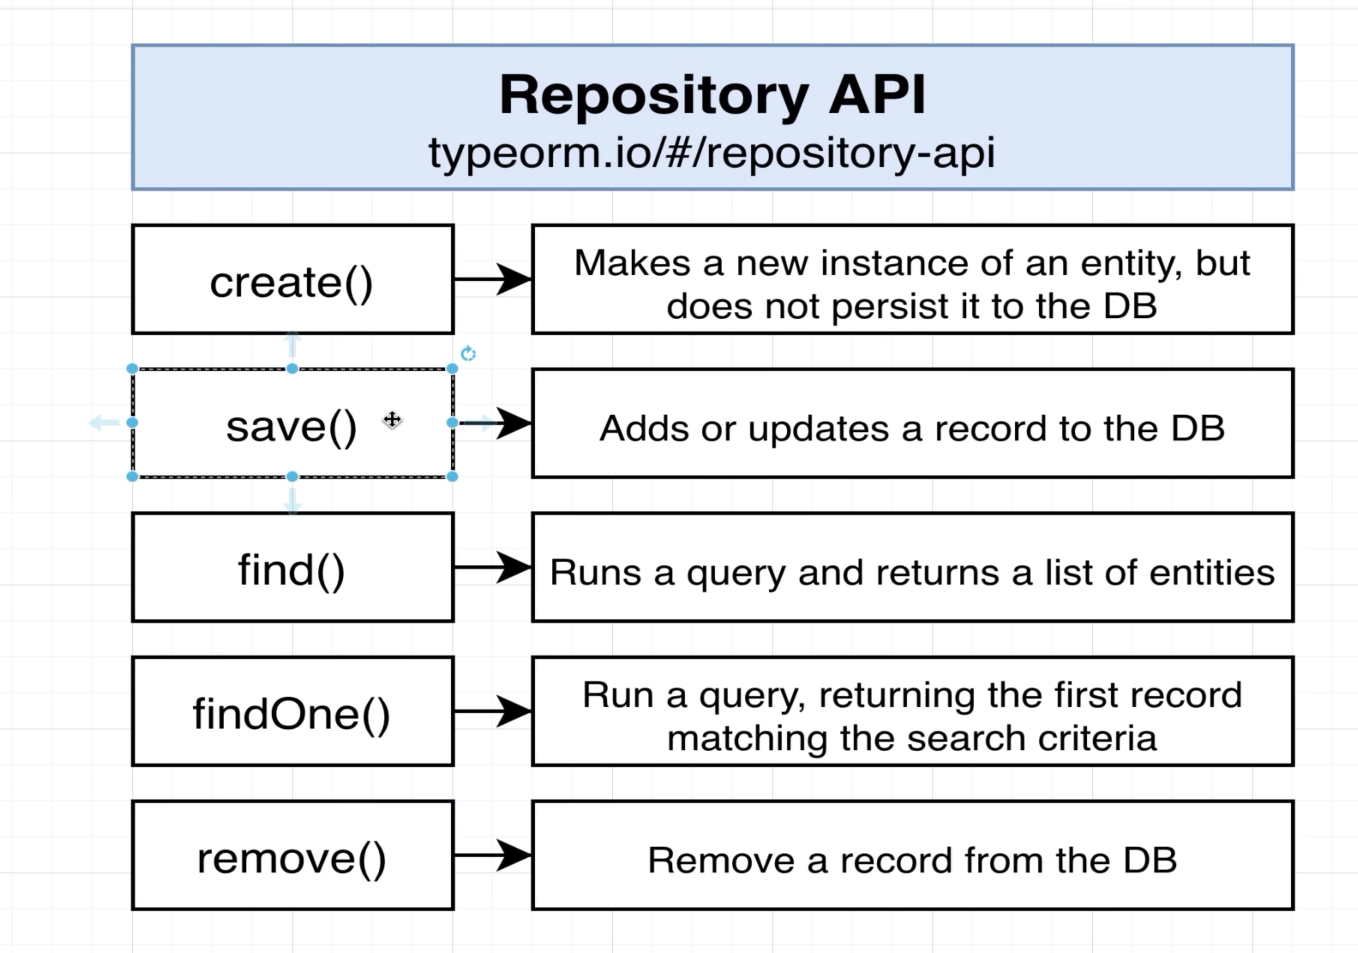 Repository API
typeorm.io/#/repository-api
create()
Makes a new instance of an entity, but
does not persist it to the DB
save()
Adds or updates a record to the DB
find()
Runs a query and returns a list of entities
findOne()
Run a query, returning the first record
matching the search criteria
remove()
Remove a record from the DB